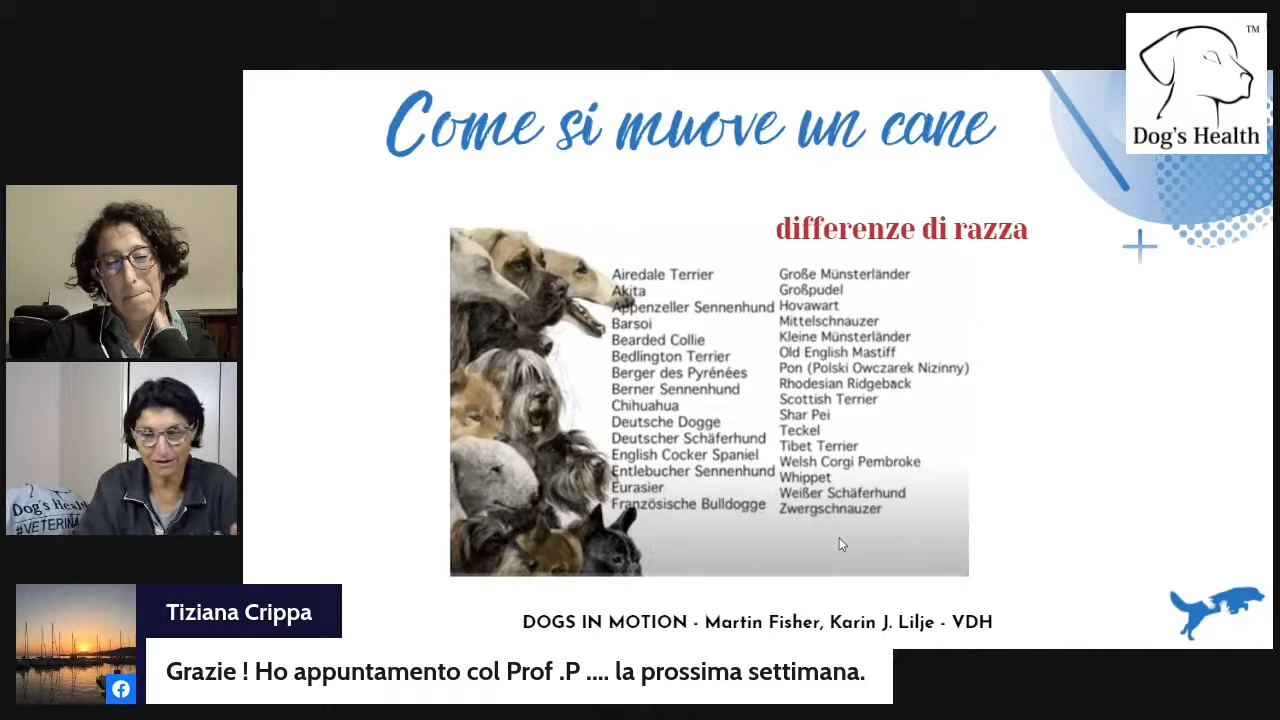 TM
Dog's Health
Come si muove un cane
differenze di razza
Airedale Terrier
Akita
Appenzeller Sennenhund
Barsoi
Bearded Collie
Bedlington Terrier
Berger des Pyrénées
Berner Sennenhund
Chihuahua
Deutsche Dogge
Deutscher Schäferhund
English Cocker Spaniel
Entlebucher Sennenhund
Eurasier
Französische Bulldogge
Große Münsterländer
Großpudel
Hovawart
Mittelschnauzer
Kleine Münsterländer
Old English Mastiff
Pon (Polski Owczarek Nizinny)
Rhodesian Ridgeback
Scottish Terrier
Shar Pei
Teckel
Tibet Terrier
Welsh Corgi Pembroke
Whippet
Weißer Schäferhund
Zwergschnauzer
DOGS IN MOTION - Martin Fisher, Karin J. Lilje - VDH
Dog's Health
#VETERINA
Tiziana Crippa
Grazie ! Ho appuntamento col Prof .P .... la prossima settimana.